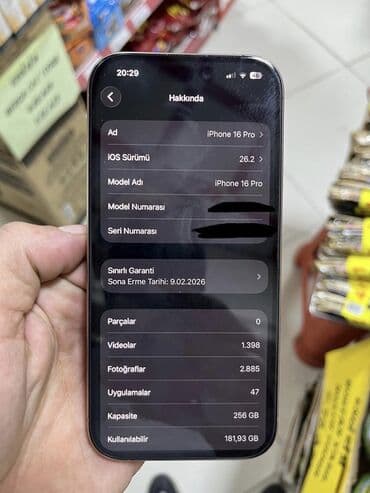 20:29
Hakkında
Ad iPhone 16 Pro
iOS Sürümü 26.2
Model Adı iPhone 16 Pro
Model Numarası
Seri Numarası
Sınırlı Garanti
Sona Erme Tarihi: 9.02.2026
Parçalar 0
Videolar 1.398
Fotoğraflar 2.885
Uygulamalar 47
Kapasite 256 GB
Kullanılabilir 181,93 GB